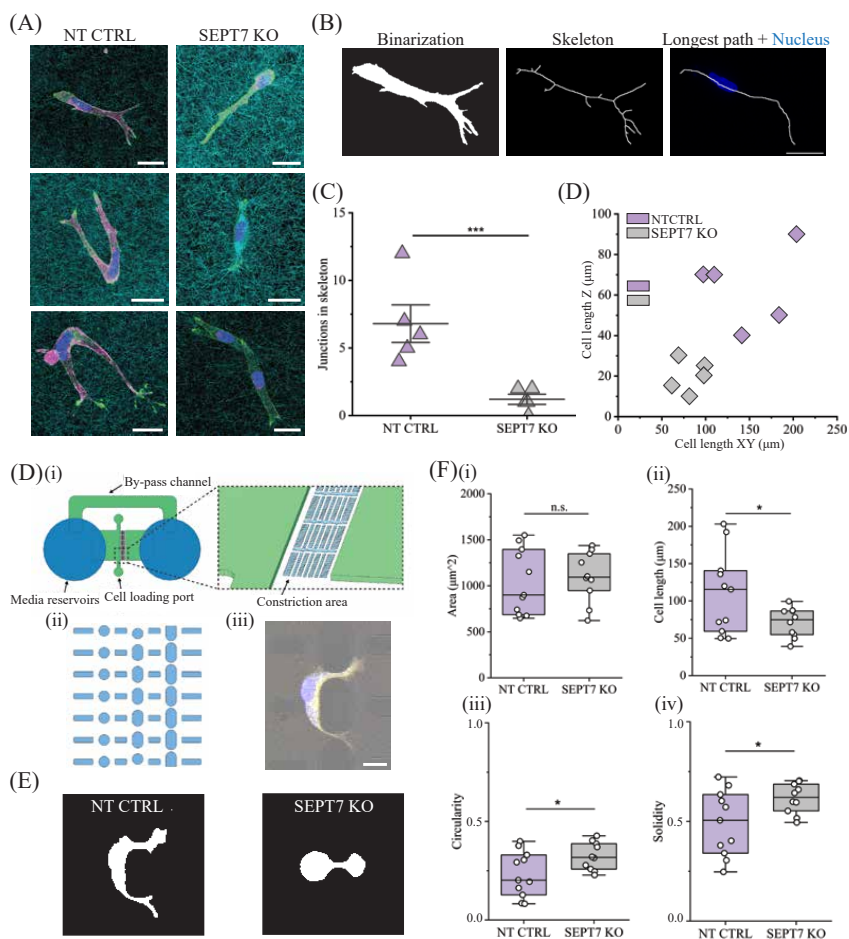 (A)
NT CTRL
SEPT7 KO
(B)
Binarization
Skeleton
Longest path + Nucleus
(C)
Junctions in skeleton
15
10
5
0
***
NT CTRL
SEPT7 KO
(D)
NTCTRL
SEPT7 KO
Cell length Z (μm)
100
90
80
70
60
50
40
30
20
10
0
0
50
100
150
200
250
Cell length XY (μm)
(D)(i)
By-pass channel
Media reservoirs
Cell loading port
Constriction area
(ii)
(iii)
(E)
NT CTRL
SEPT7 KO
(F)(i)
Area (μm^2)
2000
1500
1000
500
0
n.s.
NT CTRL
SEPT7 KO
(ii)
Cell length (μm)
250
200
150
100
50
0
*
NT CTRL
SEPT7 KO
(iii)
Circularity
1.0
0.5
0.0
*
NT CTRL
SEPT7 KO
(iv)
Solidity
1.0
0.5
0.0
*
NT CTRL
SEPT7 KO